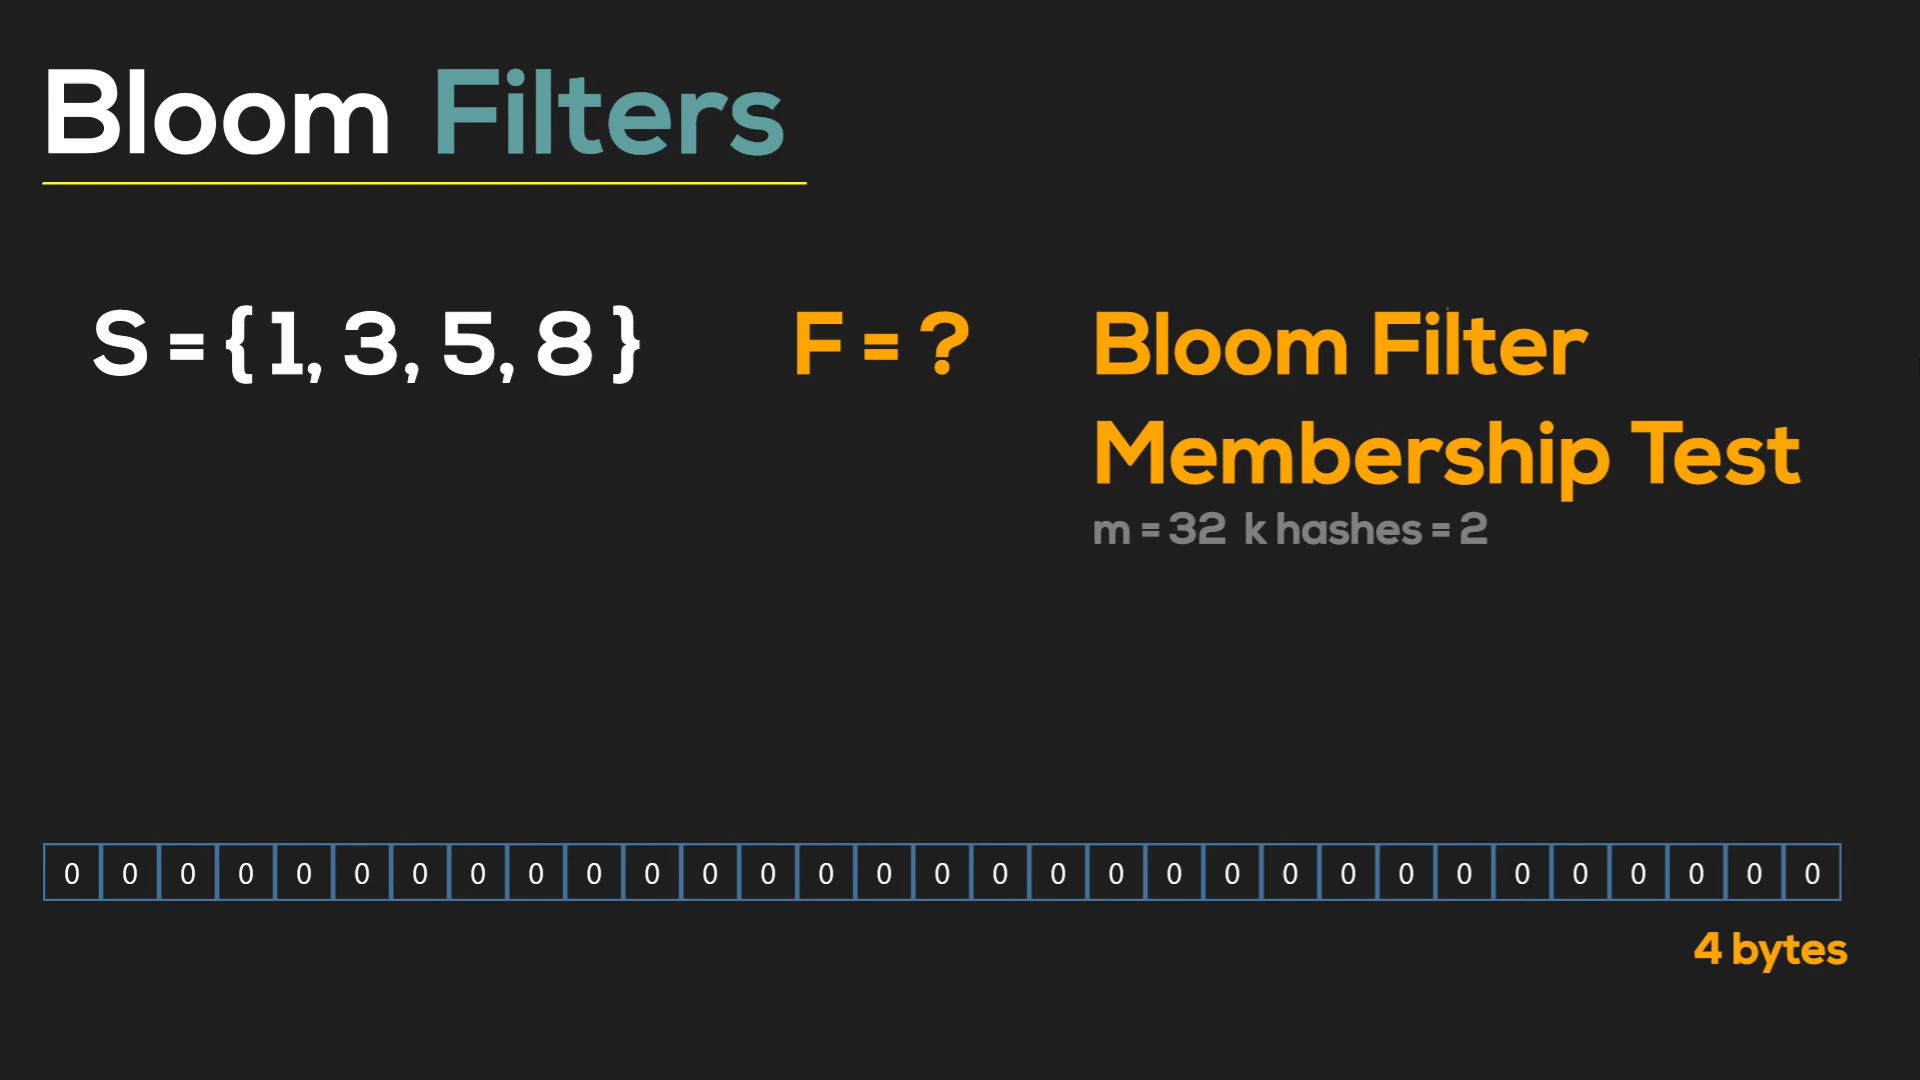 Bloom Filters
S = { 1, 3, 5, 8 } F = ? Bloom Filter
Membership Test
m = 32 k hashes = 2
0 0 0 0 0 0 0 0 0 0 0 0 0 0 0 0 0 0 0 0 0 0 0 0 0 0 0 0 0 0 0
4 bytes